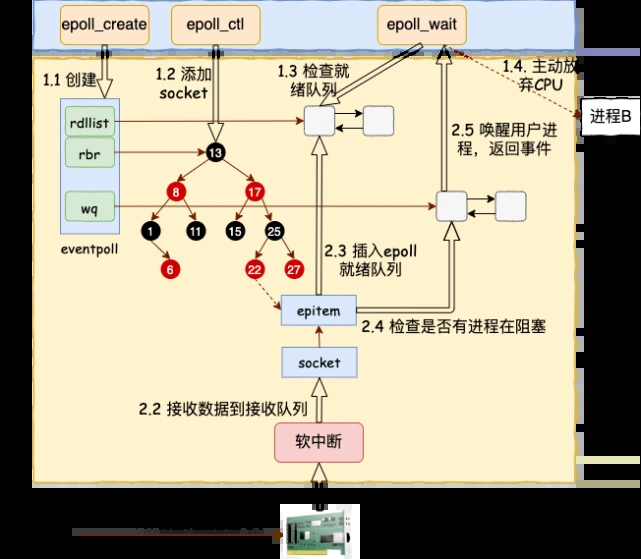 epoll_create
epoll_ctl
epoll_wait
1.1 创建
1.2 添加
socket
1.3 检查就
绪队列
1.4. 主动放
弃CPU
进程B
rdllist
rbr
wq
eventpoll
13
8
17
1
11
15
25
6
22
27
2.5 唤醒用户进
程，返回事件
2.3 插入epoll
就绪队列
epitem
2.4 检查是否有进程在阻塞
socket
2.2 接收数据到接收队列
软中断